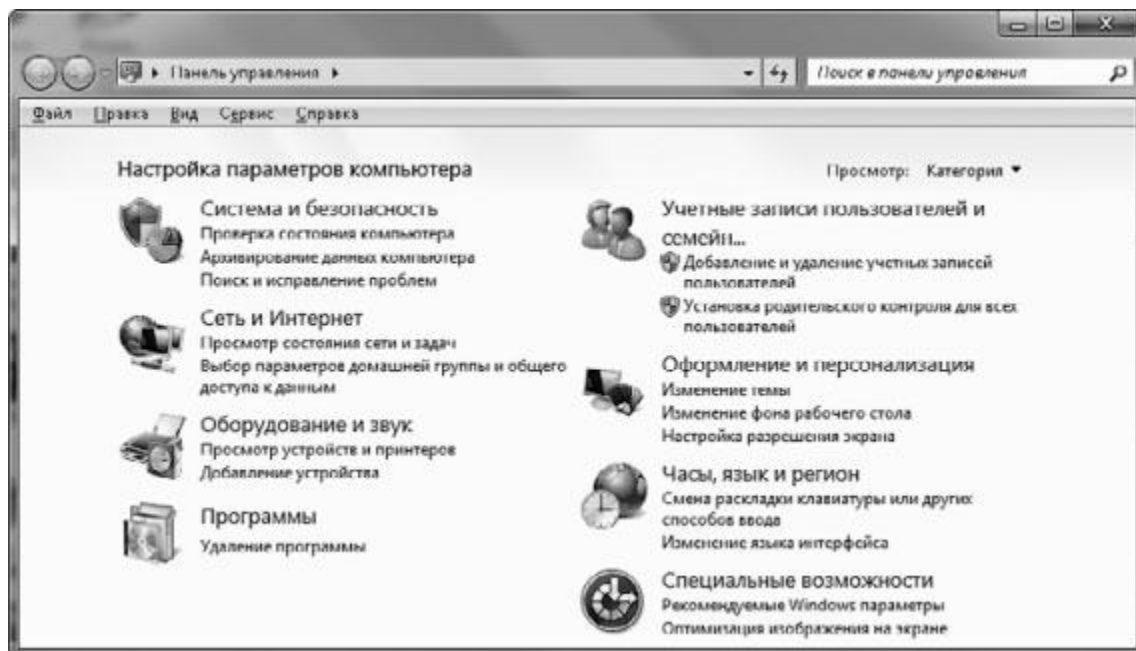 Панель управления
Поиск в панели управления
Файл Правка Вид Сервис Справка
Настройка параметров компьютера
Просмотр: Категория
Система и безопасность
Проверка состояния компьютера
Архивирование данных компьютера
Поиск и исправление проблем
Сеть и Интернет
Просмотр состояния сети и задач
Выбор параметров домашней группы и общего
доступа к данным
Оборудование и звук
Просмотр устройств и принтеров
Добавление устройства
Программы
Удаление программы
Учетные записи пользователей и
семейн...
Добавление и удаление учетных записей
пользователей
Установка родительского контроля для всех
пользователей
Оформление и персонализация
Изменение темы
Изменение фона рабочего стола
Настройка разрешения экрана
Часы, язык и регион
Смена раскладки клавиатуры или других
способов ввода
Изменение языка интерфейса
Специальные возможности
Рекомендуемые Windows параметры
Оптимизация изображения на экране